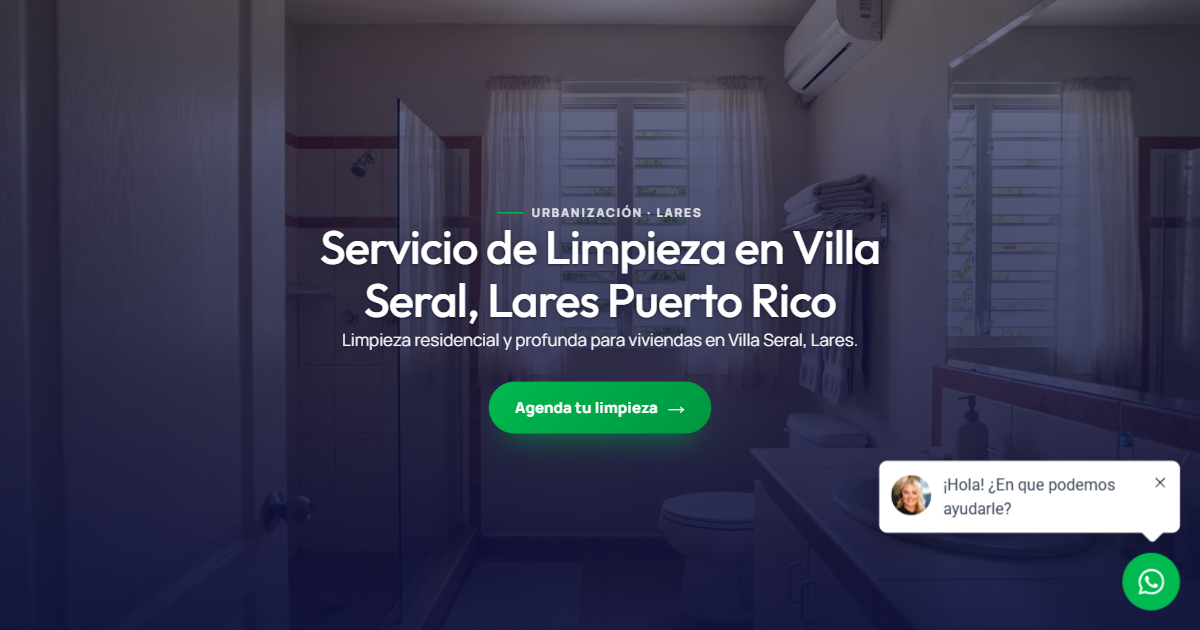 URBANIZACIÓN · LARES
Servicio de Limpieza en Villa
Seral, Lares Puerto Rico
Limpieza residencial y profunda para viviendas en Villa Seral, Lares.
Agenda tu limpieza →
¡Hola! ¿En que podemos
ayudarle?